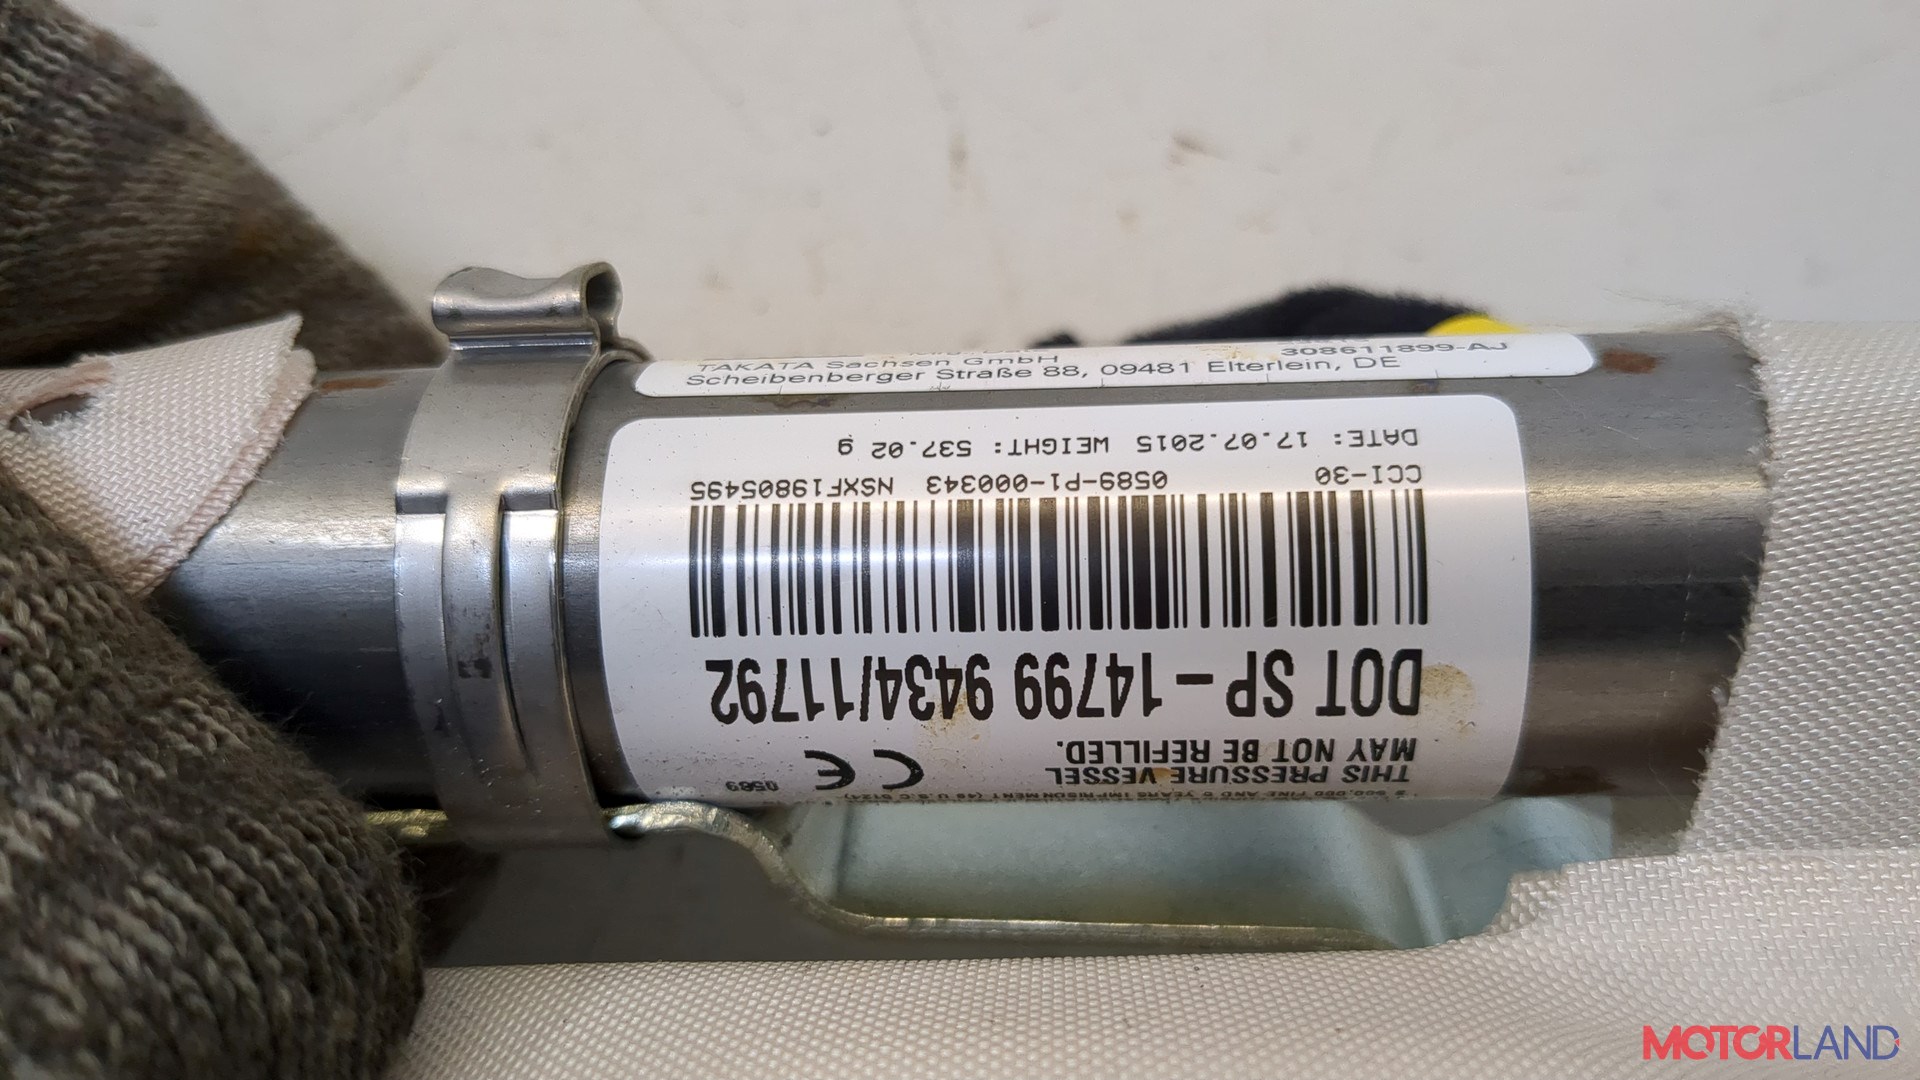 TAKATA Sachsen GmbH
308611899-AJ
Scheibenberger Straße 88, 09481 Elterlein, DE
THIS PRESSURE VESSEL
MAY NOT BE REFILLED.
CE 0589
DOT SP - 14799 9434/11792
CCI-30 0589-P1-000343 NSXF19805495
DATE: 17.07.2015 WEIGHT: 537.02 g
MOTORLAND